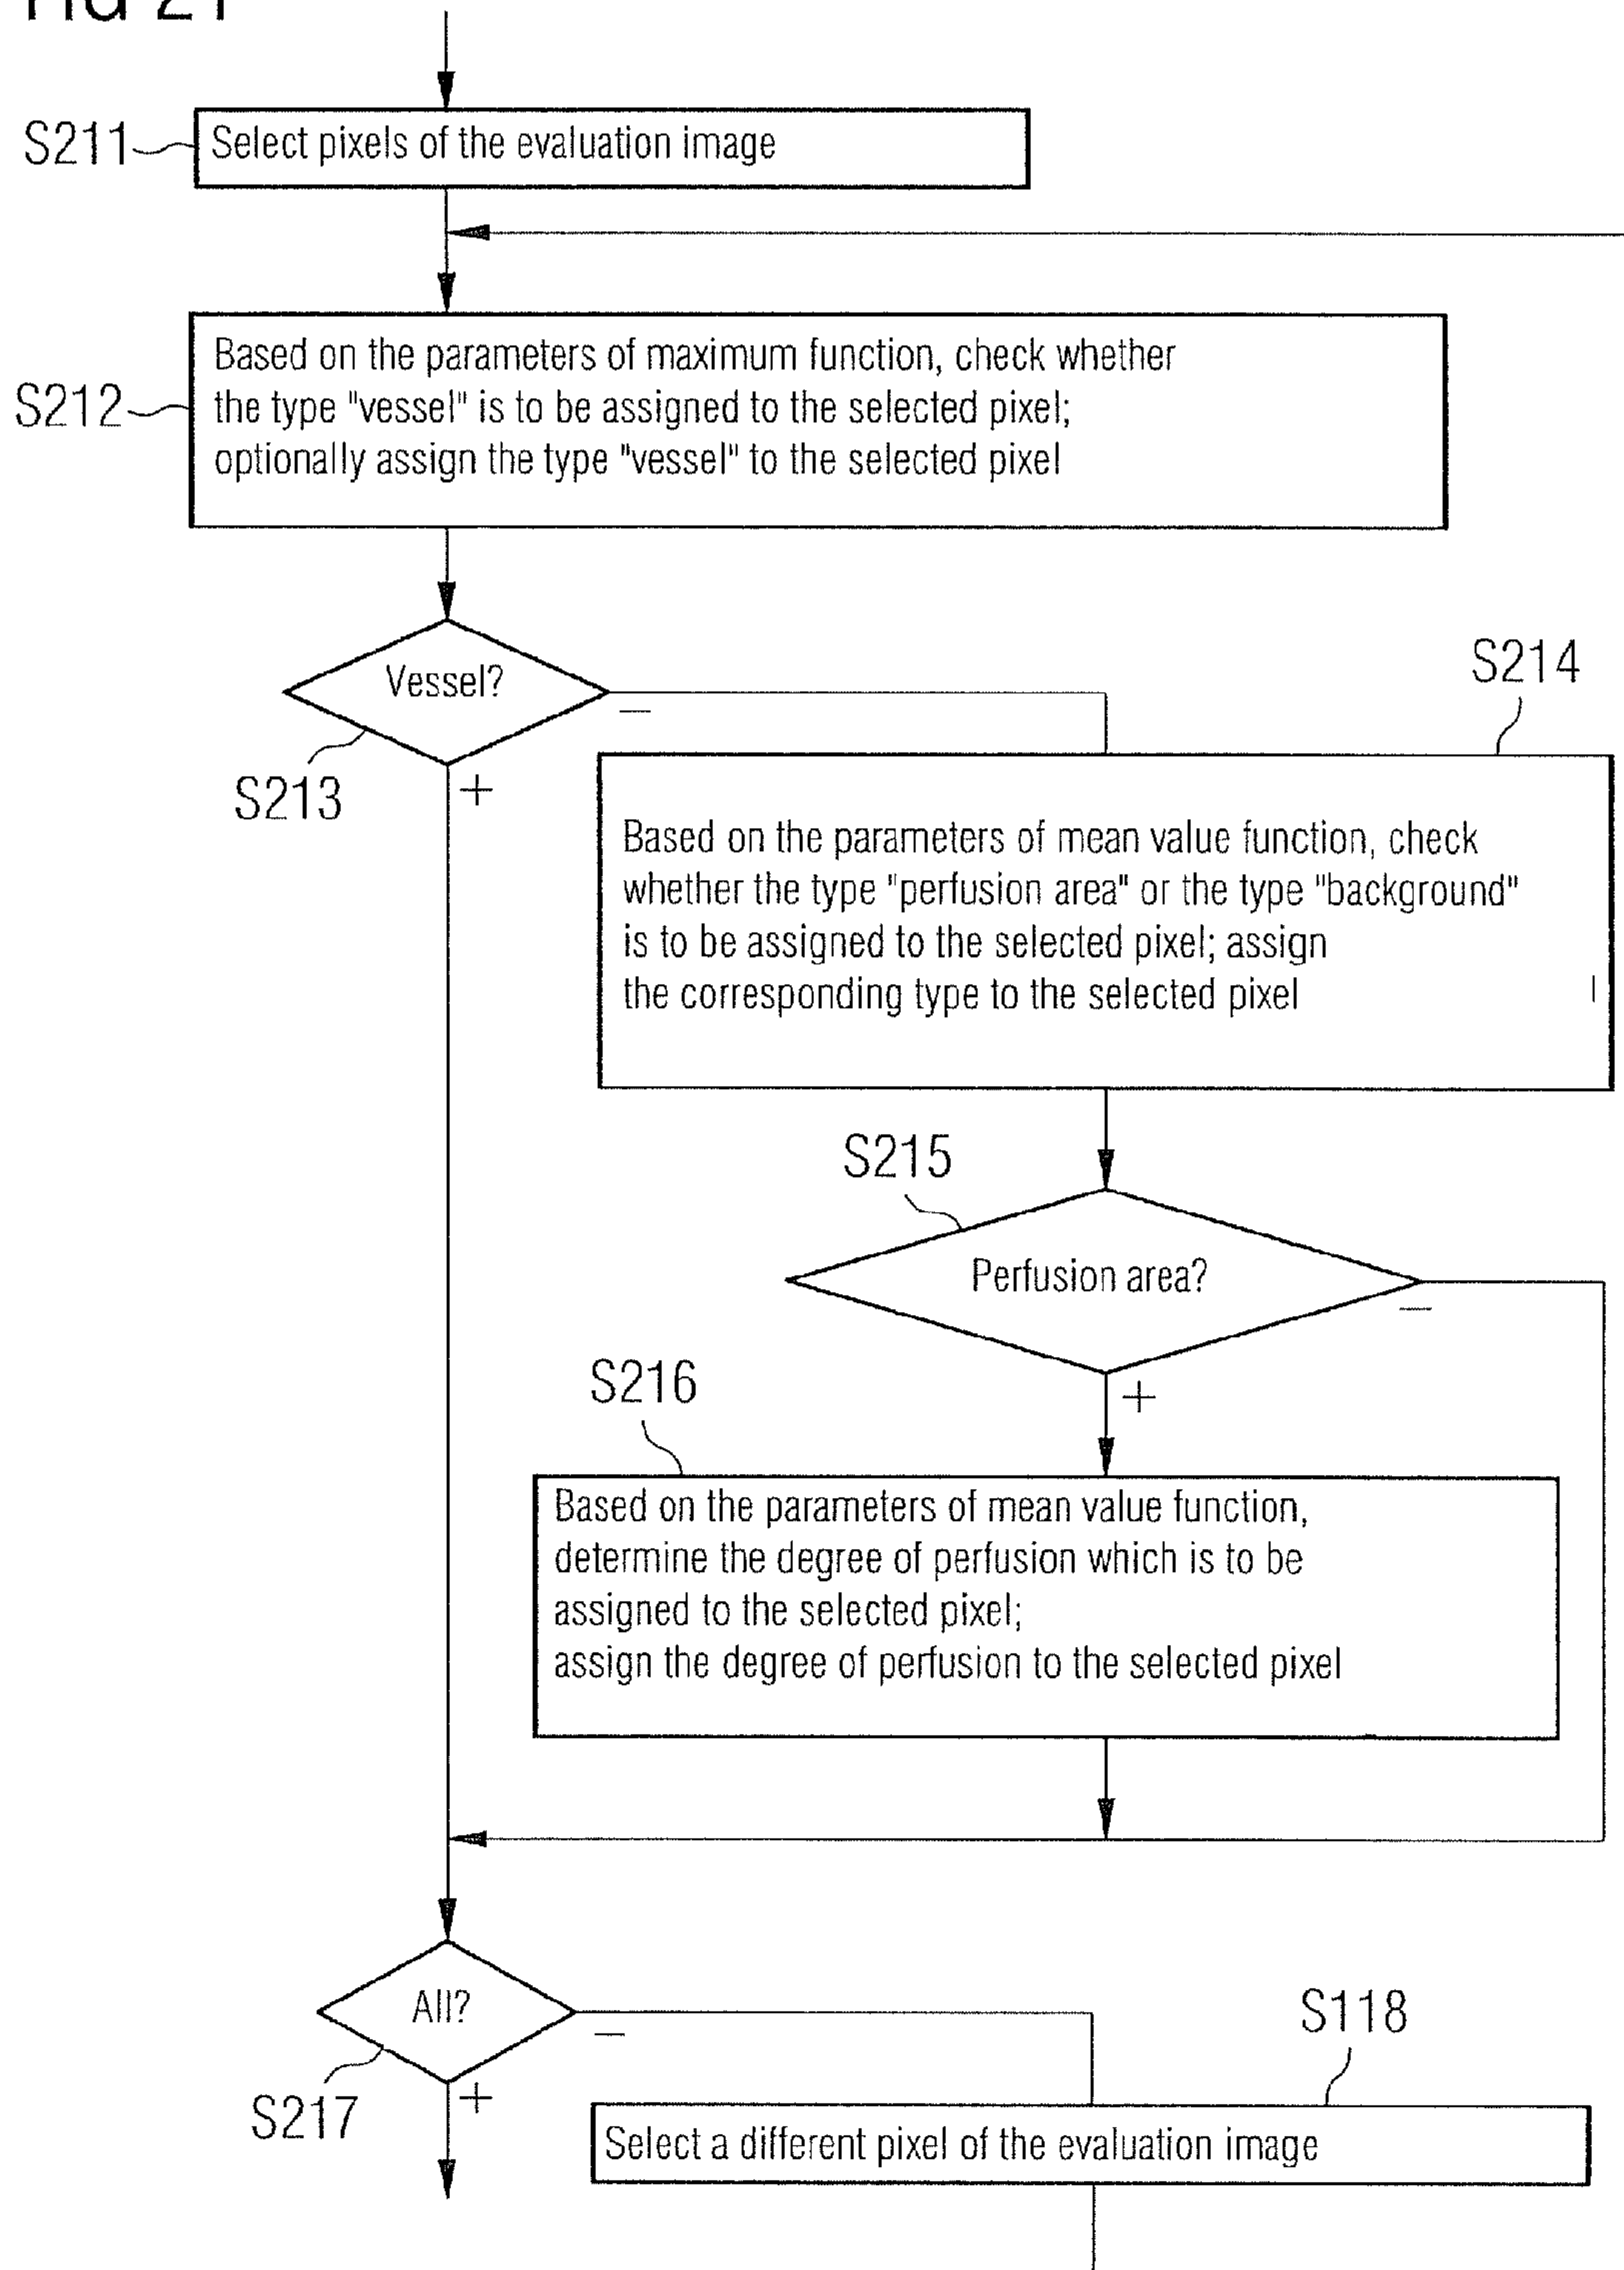 S211
Select pixels of the evaluation image
S212
Based on the parameters of maximum function, check whether
the type "vessel" is to be assigned to the selected pixel;
optionally assign the type "vessel" to the selected pixel
Vessel?
–
S213
+
S214
Based on the parameters of mean value function, check
whether the type "perfusion area" or the type "background"
is to be assigned to the selected pixel; assign
the corresponding type to the selected pixel
S215
Perfusion area?
–
+
S216
Based on the parameters of mean value function,
determine the degree of perfusion which is to be
assigned to the selected pixel;
assign the degree of perfusion to the selected pixel
All?
–
S217
+
S118
Select a different pixel of the evaluation image